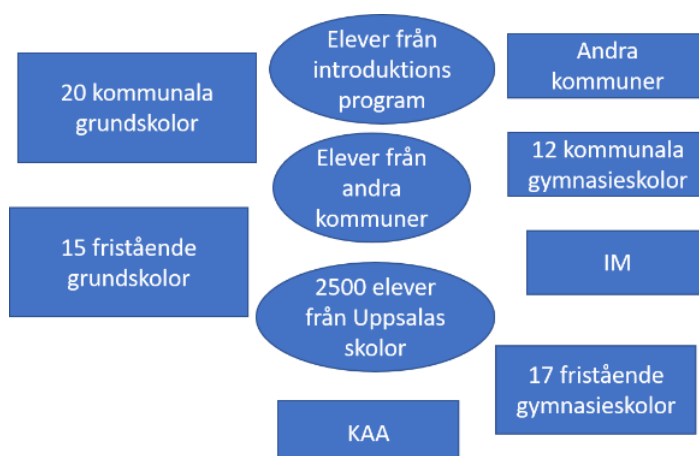 20 kommunala
grundskolor
15 fristående
grundskolor
Elever från
introduktions
program
Elever från
andra
kommuner
2500 elever
från Uppsalas
skolor
KAA
Andra
kommuner
12 kommunala
gymnasieskolor
IM
17 fristående
gymnasieskolor